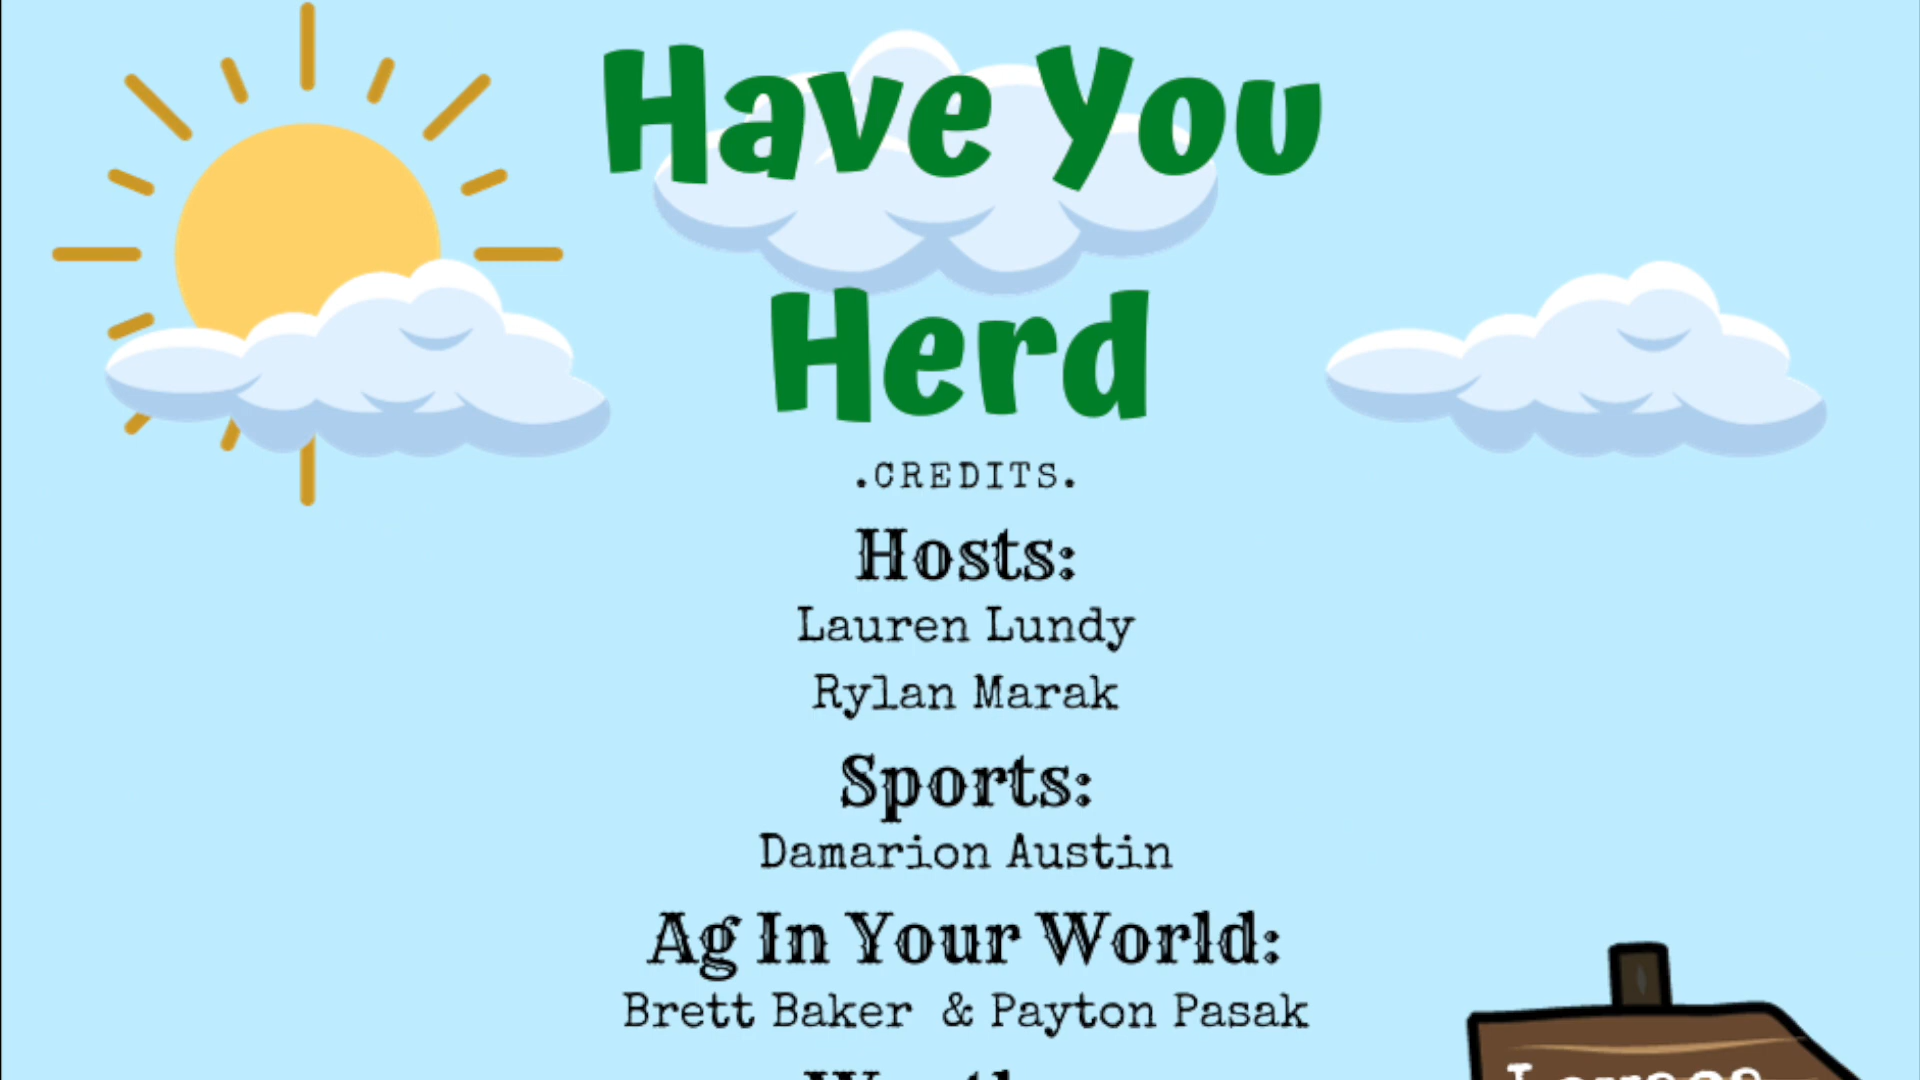 Have You
Herd
.CREDITS.
Hosts:
Lauren Lundy
Rylan Marak
Sports:
Damarion Austin
Ag In Your World:
Brett Baker & Payton Pasak